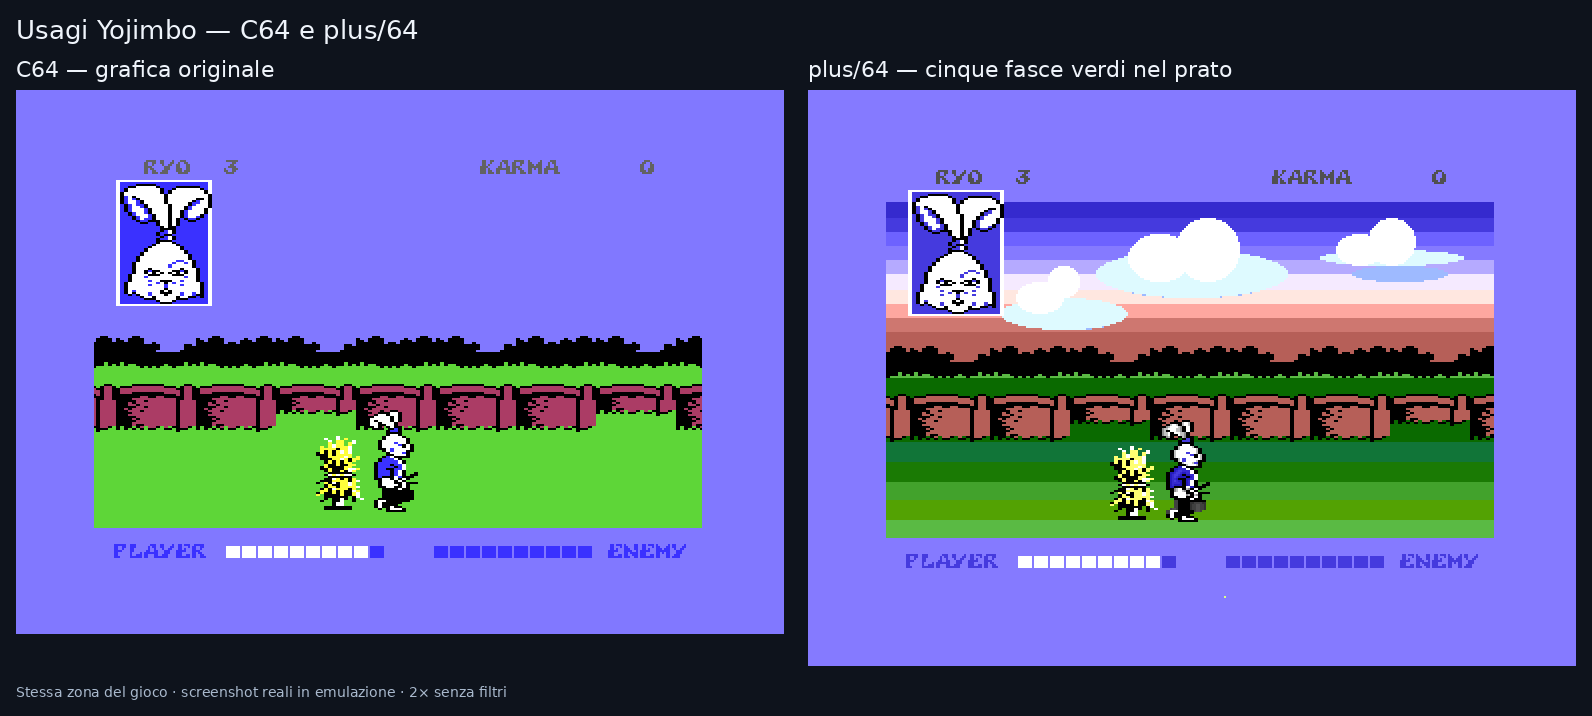 Usagi Yojimbo — C64 e plus/64
C64 — grafica originale
plus/64 — cinque fasce verdi nel prato
RYO 3 KARMA 0
RYO 3 KARMA 0
PLAYER ENEMY
PLAYER ENEMY
Stessa zona del gioco · screenshot reali in emulazione · 2× senza filtri